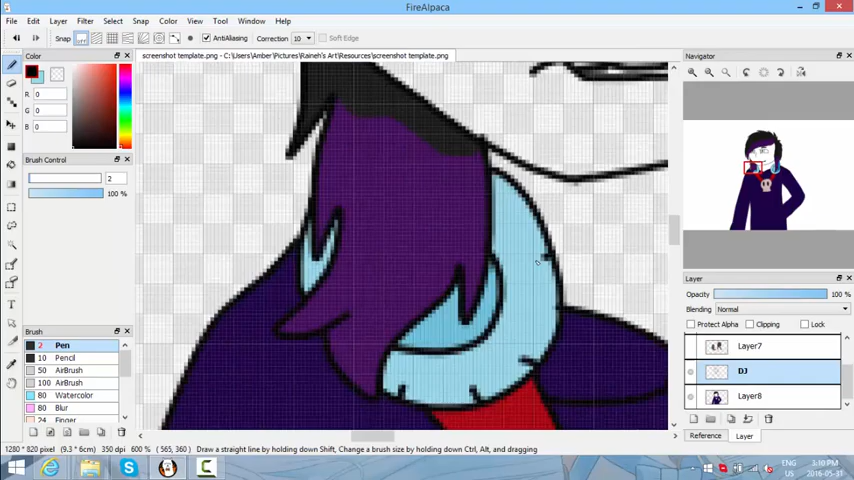 FireAlpaca
File Edit Layer Filter Select Snap Color View Tool Window Help
Snap AntiAliasing Correction 10 Soft Edge
Color
screenshot template.png - C:\Users\Amber\Pictures\Raineh's Art\Resources\screenshot template.png
Navigator
R 0
G 0
B 0
Brush Control
2
100 %
Layer
Opacity 100 %
Blending Normal
Protect Alpha Clipping Lock
Brush
2 Pen
10 Pencil
50 AirBrush
100 AirBrush
80 Watercolor
80 Blur
24 Finger
Layer7
DJ
Layer8
Reference Layer
1280 * 820 pixel (9.3 * 6cm) 350 dpi 600 % (565, 360) Draw a straight line by holding down Shift, Change a brush size by holding down Ctrl, Alt, and dragging
ENG 3:10 PM
US 2016-05-31